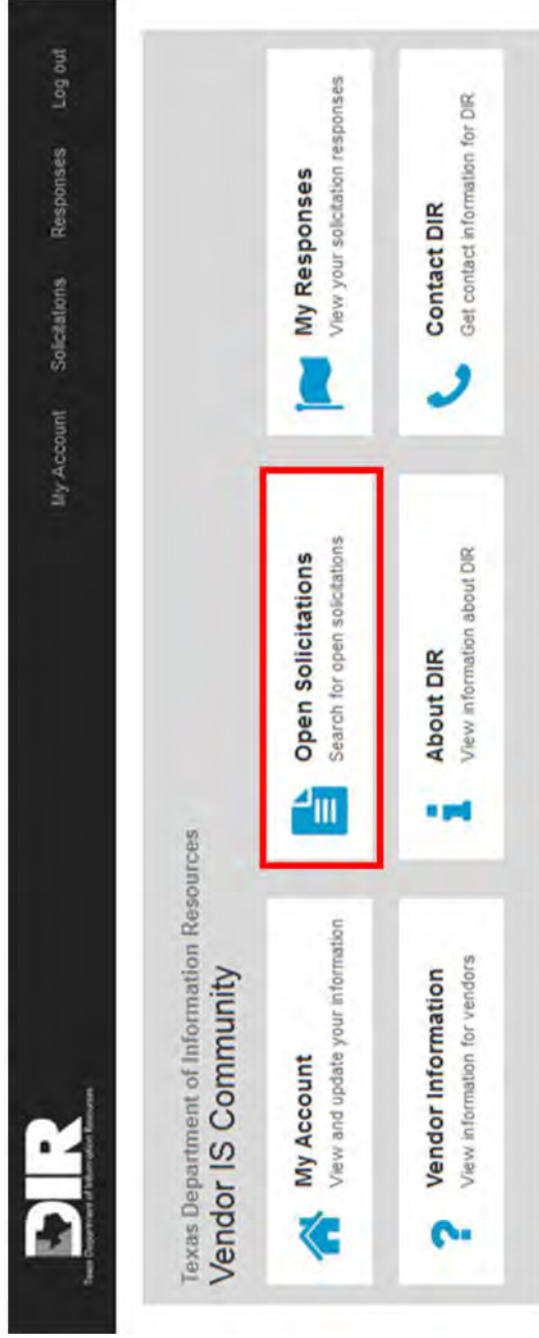 DIR
Texas Department of Information Resources
My Account Solicitations Responses Log out
Texas Department of Information Resources
Vendor IS Community
My Account
View and update your information
Open Solicitations
Search for open solicitations
My Responses
View your solicitation responses
Vendor Information
View information for vendors
About DIR
View information about DIR
Contact DIR
Get contact information for DIR